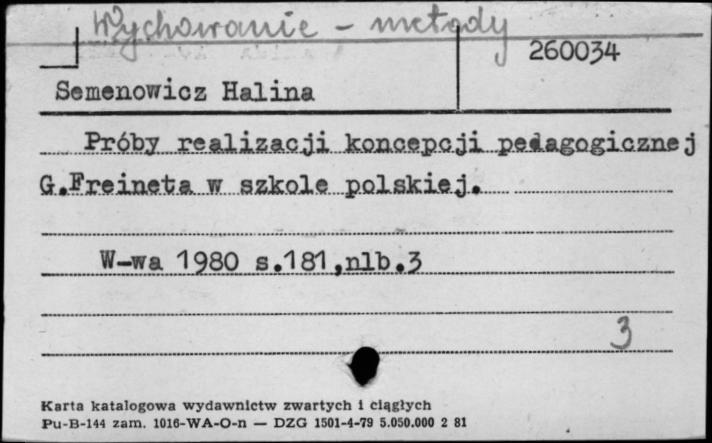 Wychowanie - metody
260034
Semenowicz Halina
Próby realizacji koncepcji pedagogicznej
G.Freineta w szkole polskiej.
W-wa 1980 s.181,nlb.3
3
Karta katalogowa wydawnictw zwartych i ciągłych
Pu-B-144 zam. 1016-WA-O-n — DZG 1501-4-79 5.050.000 2 81